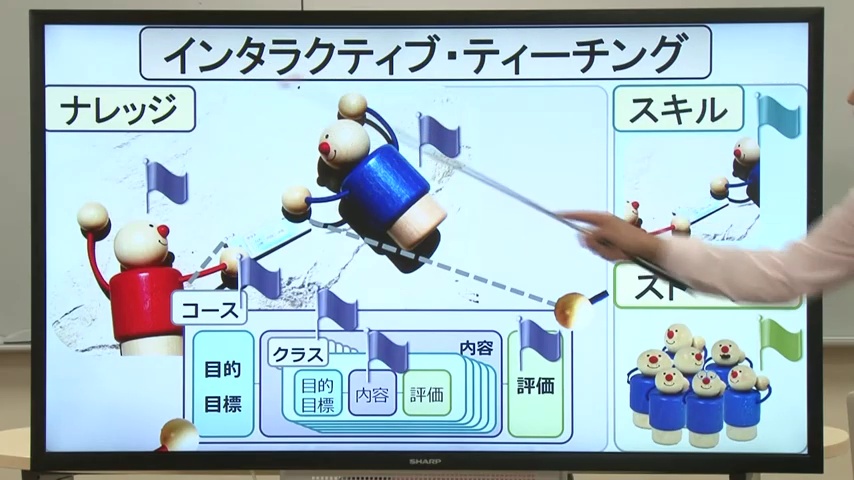 インタラクティブ・ティーチング
ナレッジ
スキル
コース
クラス
内容
目的
目標
目的
目標
内容
評価
評価
SHARP